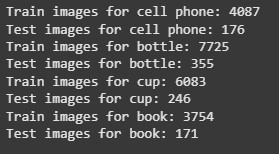 Train images for cell phone: 4087
Test images for cell phone: 176
Train images for bottle: 7725
Test images for bottle: 355
Train images for cup: 6083
Test images for cup: 246
Train images for book: 3754
Test images for book: 171